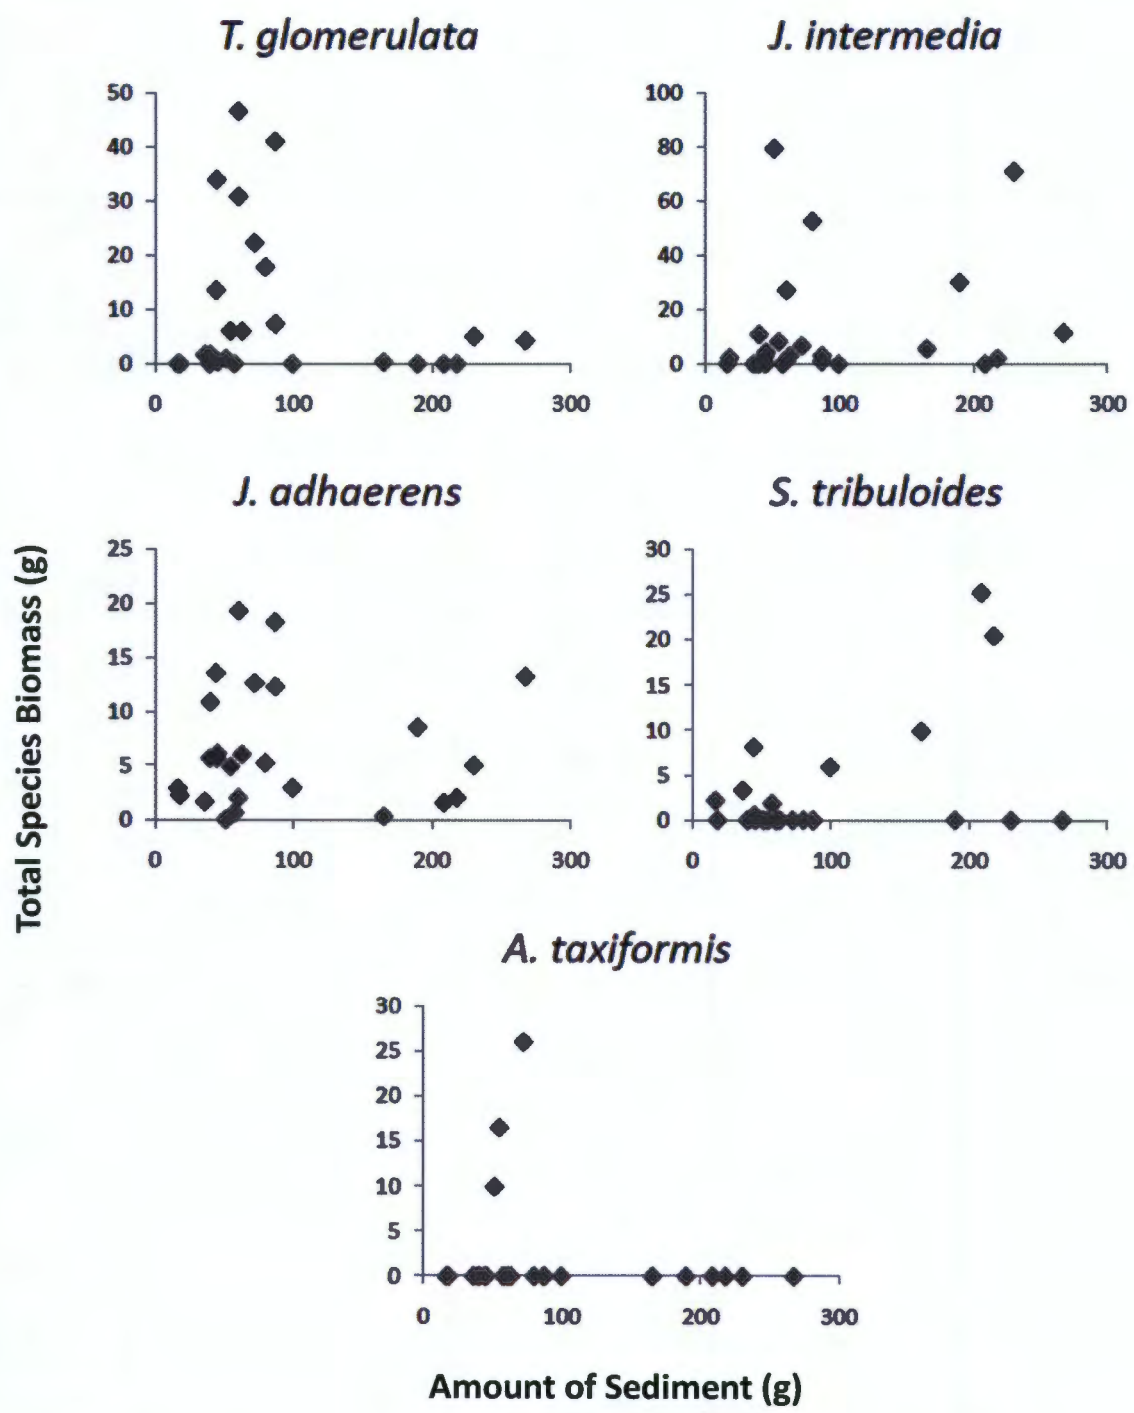 T. glomerulata
J. intermedia
50
40
30
20
10
0
0 100 200 300
100
80
60
40
20
0
0 100 200 300
J. adhaerens
S. tribuloides
25
20
15
10
5
0
0 100 200 300
30
25
20
15
10
5
0
0 100 200 300
Total Species Biomass (g)
A. taxiformis
30
25
20
15
10
5
0
0 100 200 300
Amount of Sediment (g)